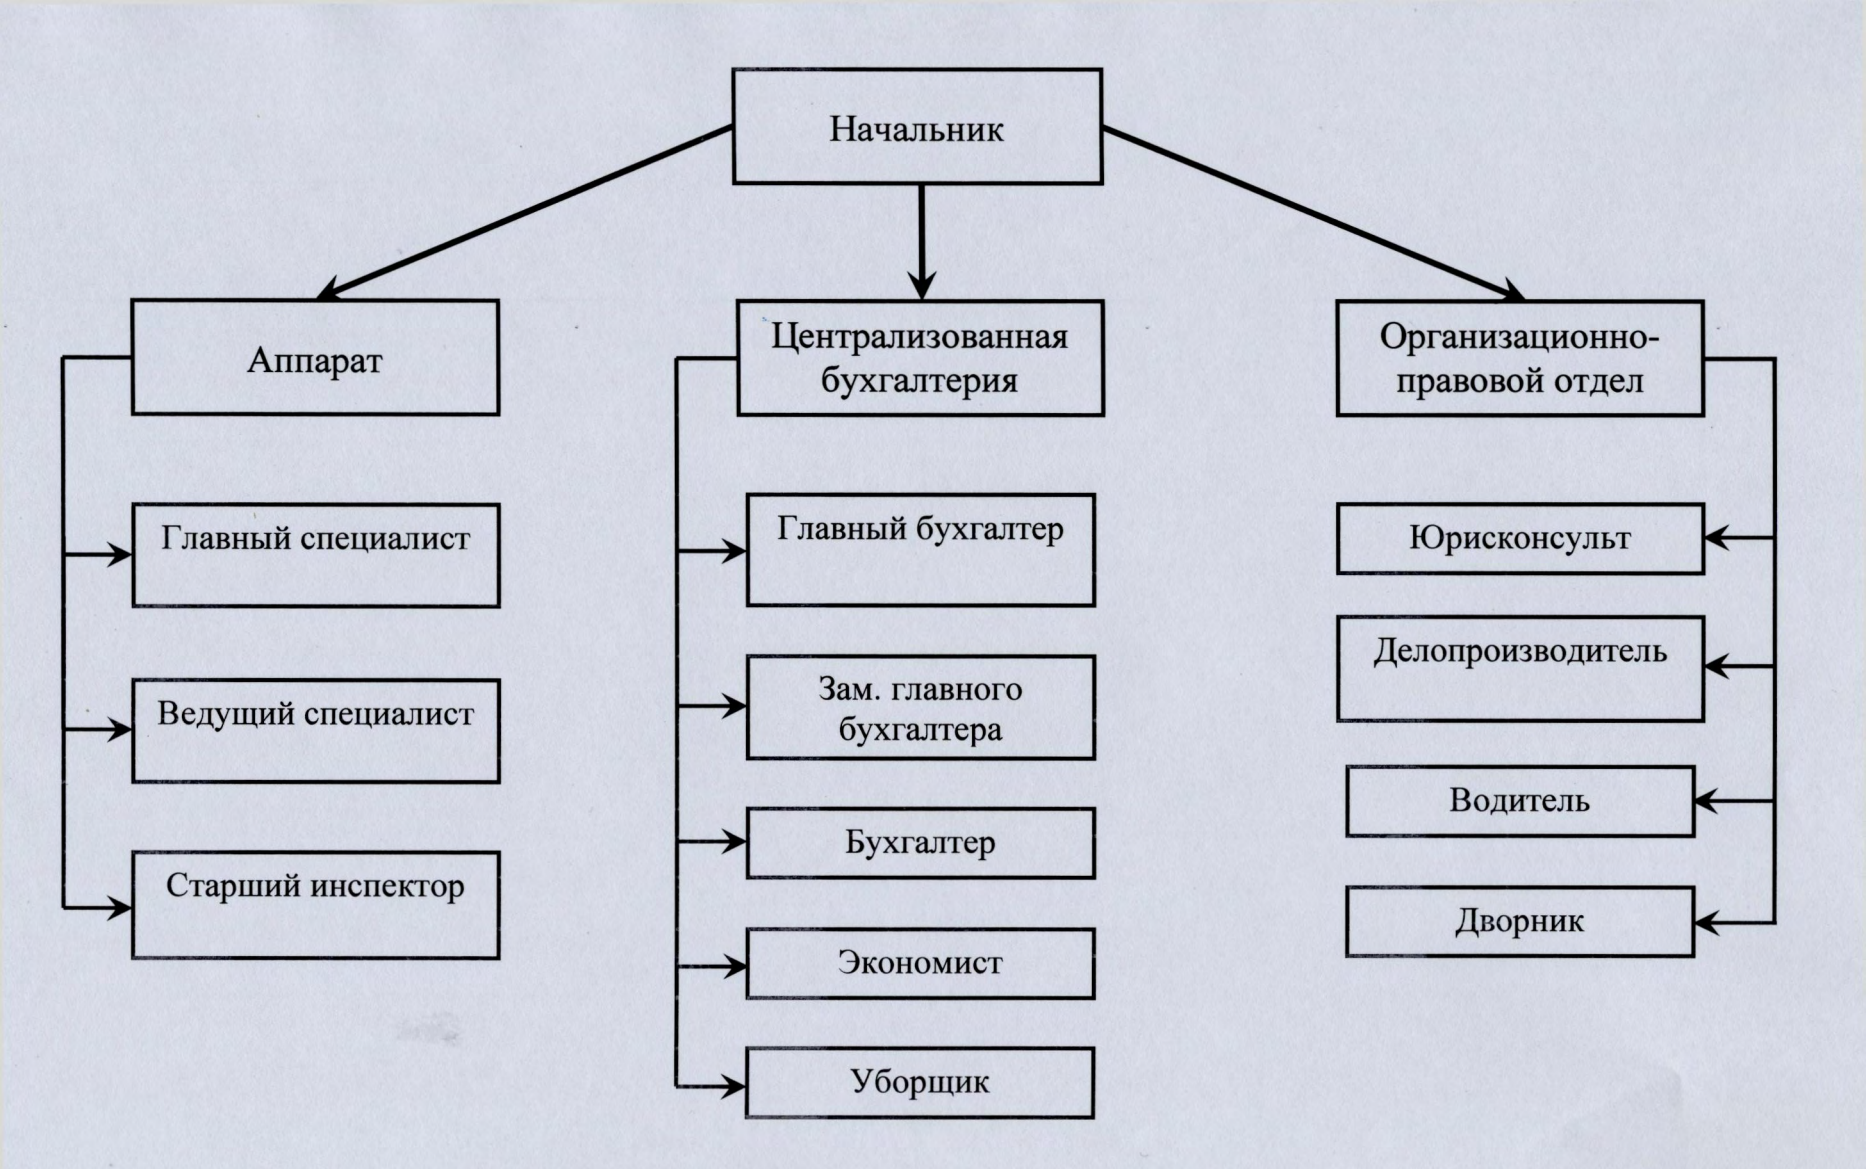 Начальник
Аппарат
Централизованная
бухгалтерия
Организационно-
правовой отдел
Главный специалист
Ведущий специалист
Старший инспектор
Главный бухгалтер
Зам. главного
бухгалтера
Бухгалтер
Экономист
Уборщик
Юрисконсульт
Делопроизводитель
Водитель
Дворник